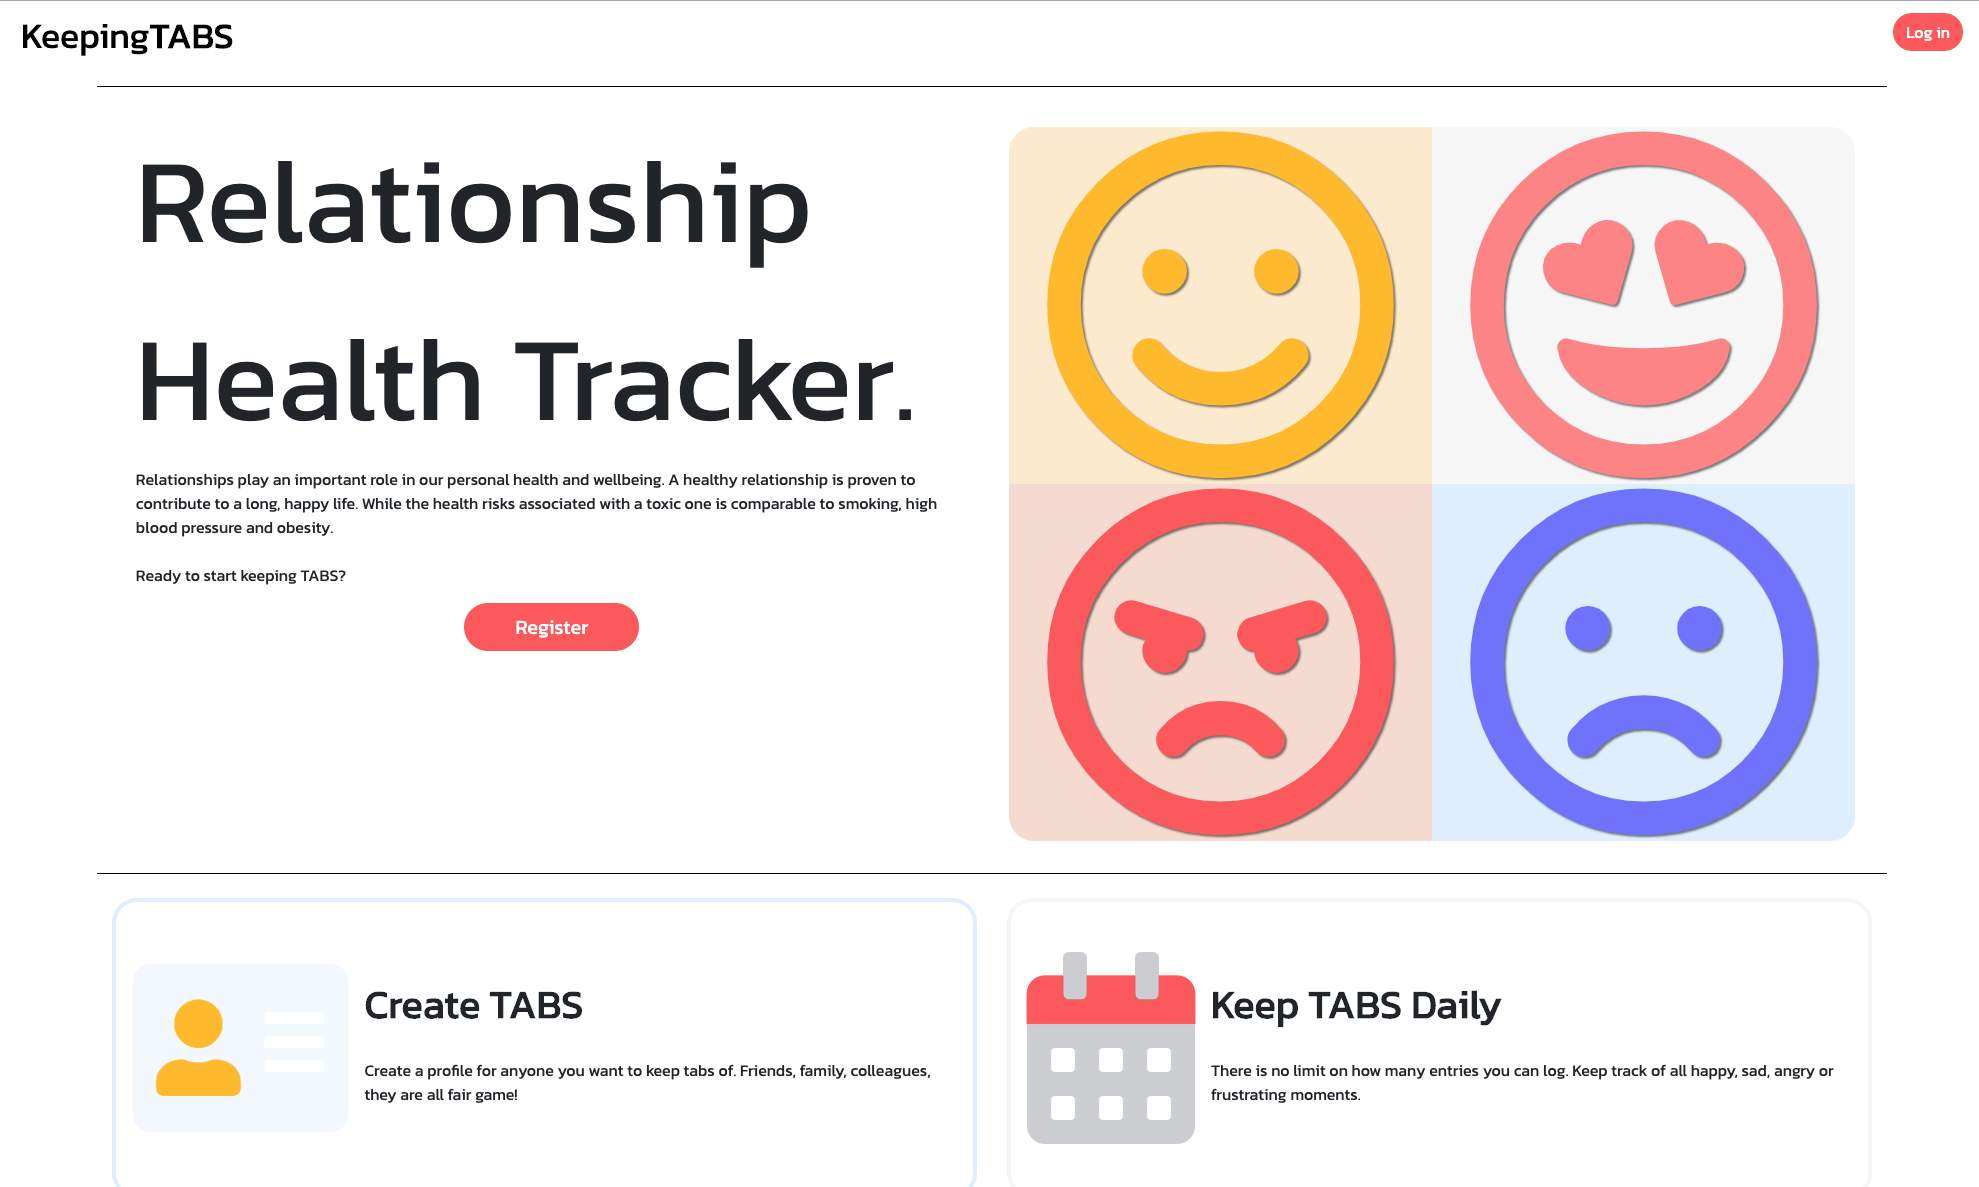 KeepingTABS
Log in
Relationship
Health Tracker.
Relationships play an important role in our personal health and wellbeing. A healthy relationship is proven to
contribute to a long, happy life. While the health risks associated with a toxic one is comparable to smoking, high
blood pressure and obesity.
Ready to start keeping TABS?
Register
Create TABS
Create a profile for anyone you want to keep tabs of. Friends, family, colleagues,
they are all fair game!
Keep TABS Daily
There is no limit on how many entries you can log. Keep track of all happy, sad, angry or
frustrating moments.